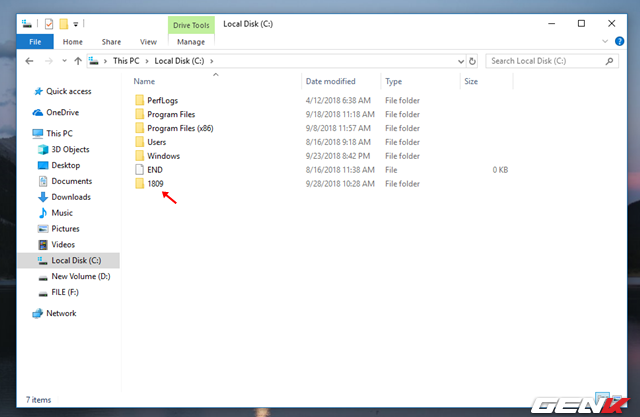 Drive Tools
Local Disk (C:)
File
Home
Share
View
Manage
This PC
Local Disk (C:)
Search Local Disk (C:)
Name
Date modified
Type
Size
Quick access
OneDrive
This PC
3D Objects
Desktop
Documents
Downloads
Music
Pictures
Videos
Local Disk (C:)
New Volume (D:)
FILE (F:)
Network
PerfLogs 4/12/2018 6:38 AM File folder
Program Files 9/18/2018 11:18 AM File folder
Program Files (x86) 9/8/2018 11:57 AM File folder
Users 8/16/2018 9:18 AM File folder
Windows 9/23/2018 8:42 PM File folder
END 8/16/2018 11:38 AM File 0 KB
1809 9/28/2018 10:28 AM File folder
7 items
GENK